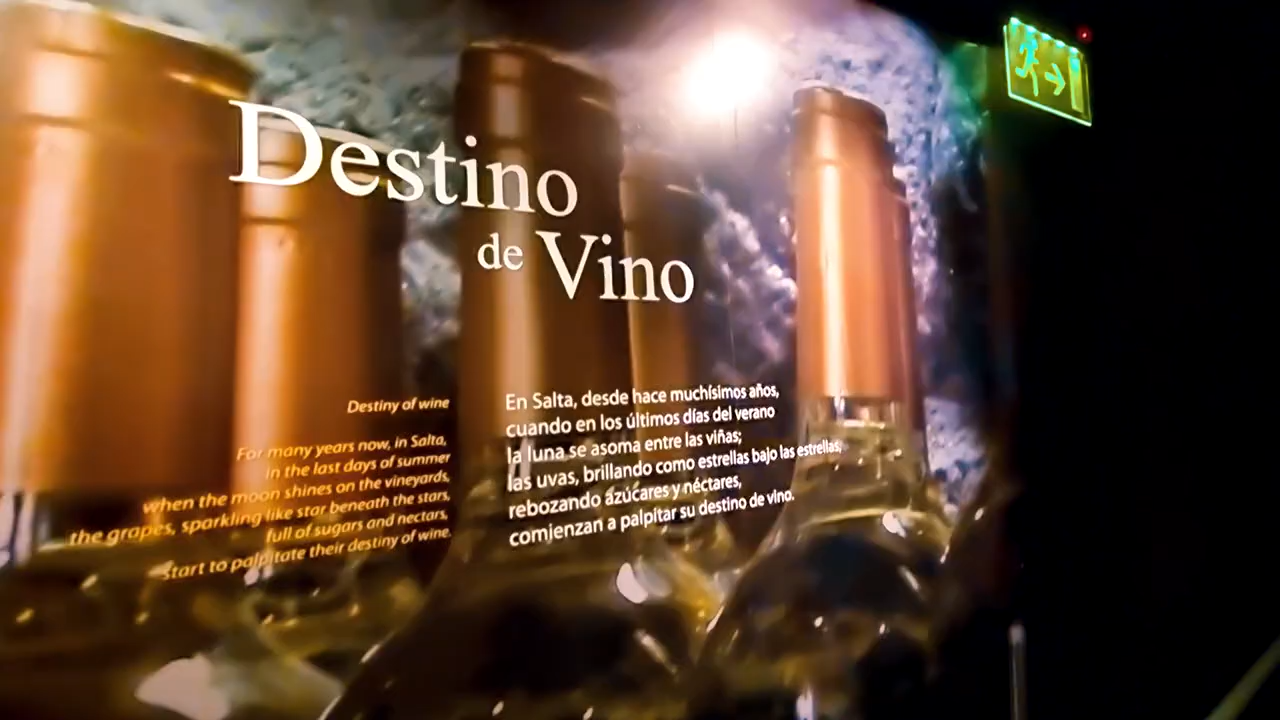 Destino
de Vino
Destiny of wine
For many years now, in Salta,
in the last days of summer
when the moon shines on the vineyards,
the grapes, sparkling like star beneath the stars,
full of sugars and nectars,
start to palpitate their destiny of wine.
En Salta, desde hace muchísimos años,
cuando en los últimos días del verano
la luna se asoma entre las viñas;
las uvas, brillando como estrellas bajo las estrellas,
rebozando azúcares y néctares,
comienzan a palpitar su destino de vino.